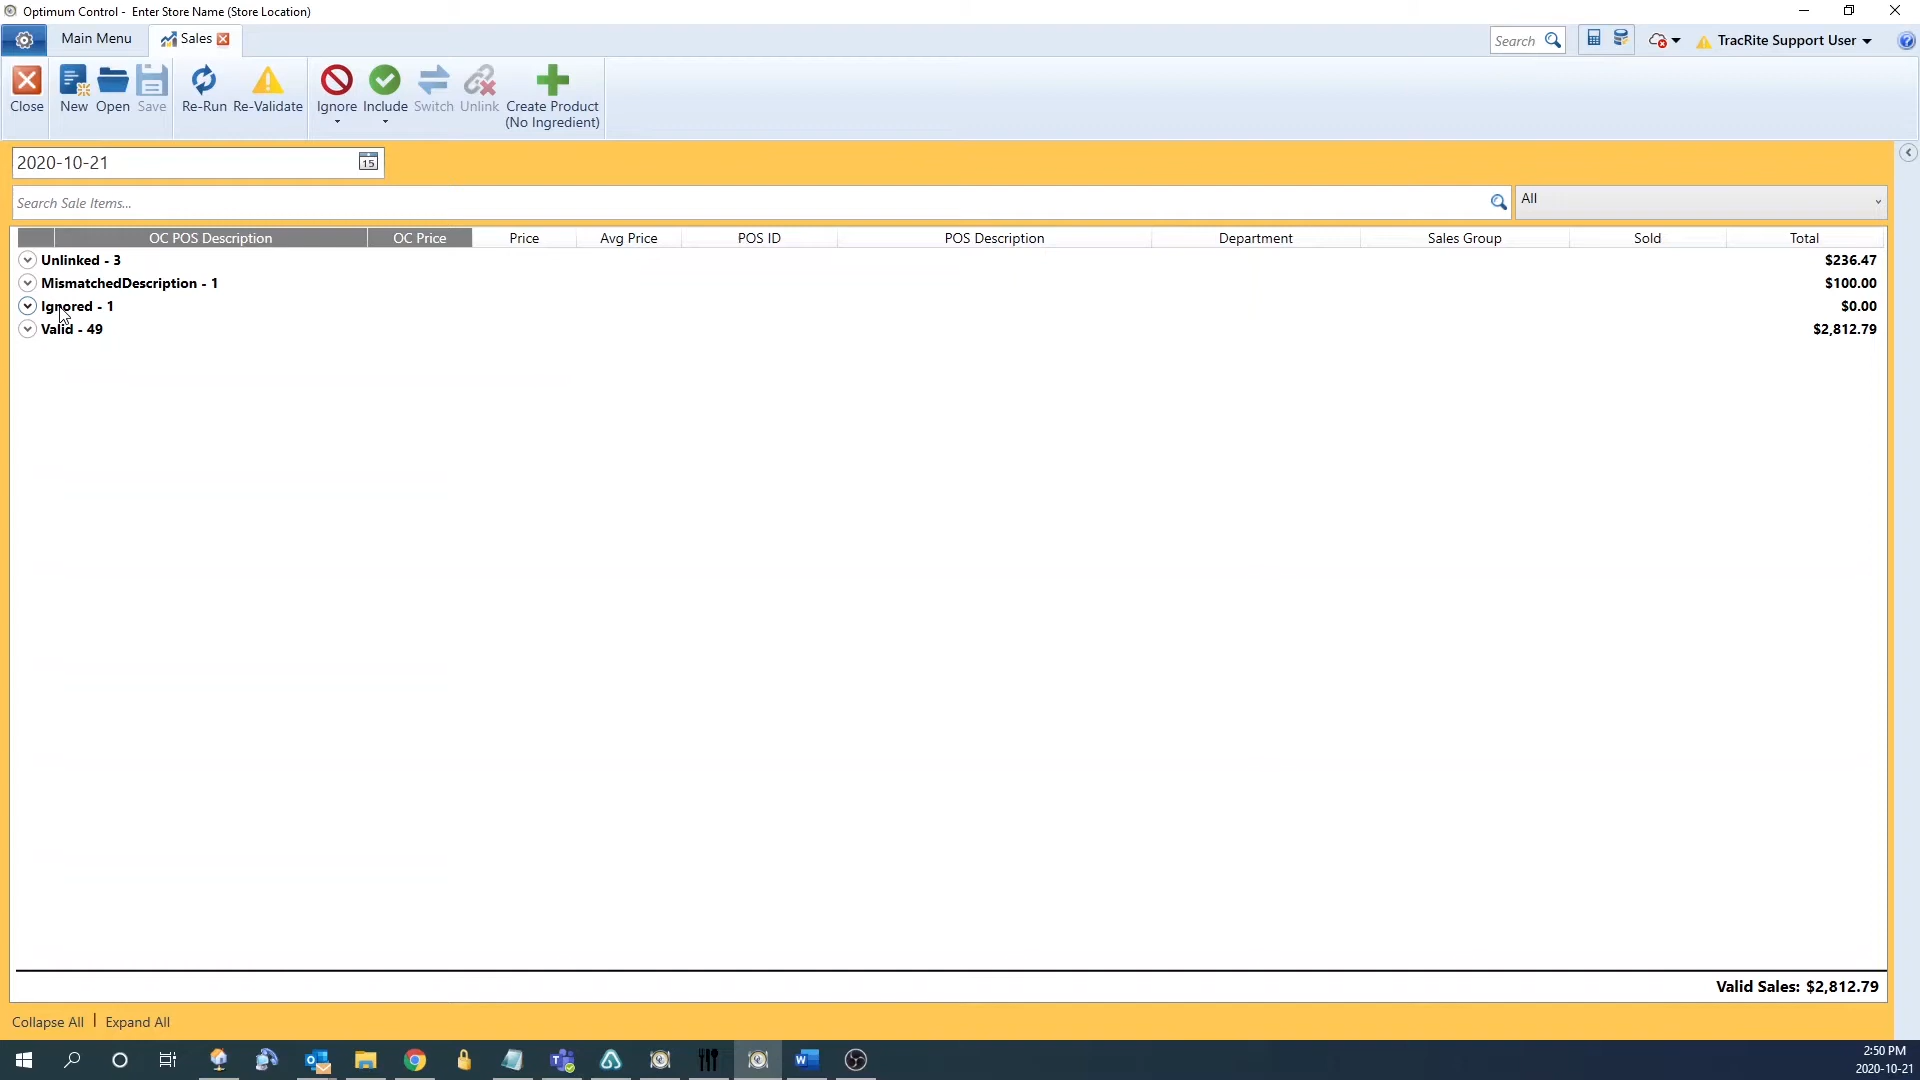 Optimum Control - Enter Store Name (Store Location)
Main Menu Sales Search TracRite Support User
Close New Open Save Re-Run Re-Validate Ignore Include Switch Unlink Create Product
(No Ingredient)
2020-10-21 15
Search Sale Items... All
OC POS Description OC Price Price Avg Price POS ID POS Description Department Sales Group Sold Total
Unlinked - 3 $236.47
MismatchedDescription - 1 $100.00
Ignored - 1 $0.00
Valid - 49 $2,812.79
Valid Sales: $2,812.79
Collapse All | Expand All
2:50 PM
2020-10-21